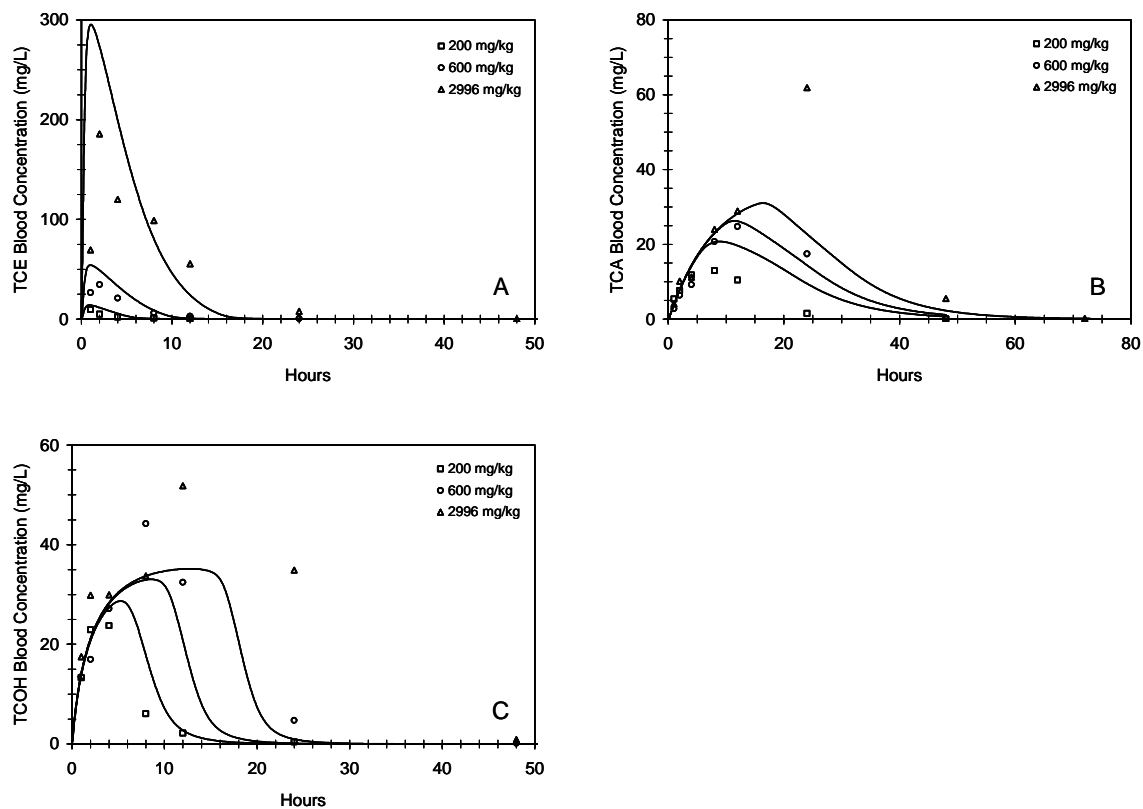 TCE Blood Concentration (mg/L)
300
200
100
0
0 10 20 30 40 50
Hours
200 mg/kg
600 mg/kg
2996 mg/kg
A
TCA Blood Concentration (mg/L)
80
60
40
20
0
0 20 40 60 80
Hours
200 mg/kg
600 mg/kg
2996 mg/kg
B
TCOH Blood Concentration (mg/L)
60
40
20
0
0 10 20 30 40 50
Hours
200 mg/kg
600 mg/kg
2996 mg/kg
C